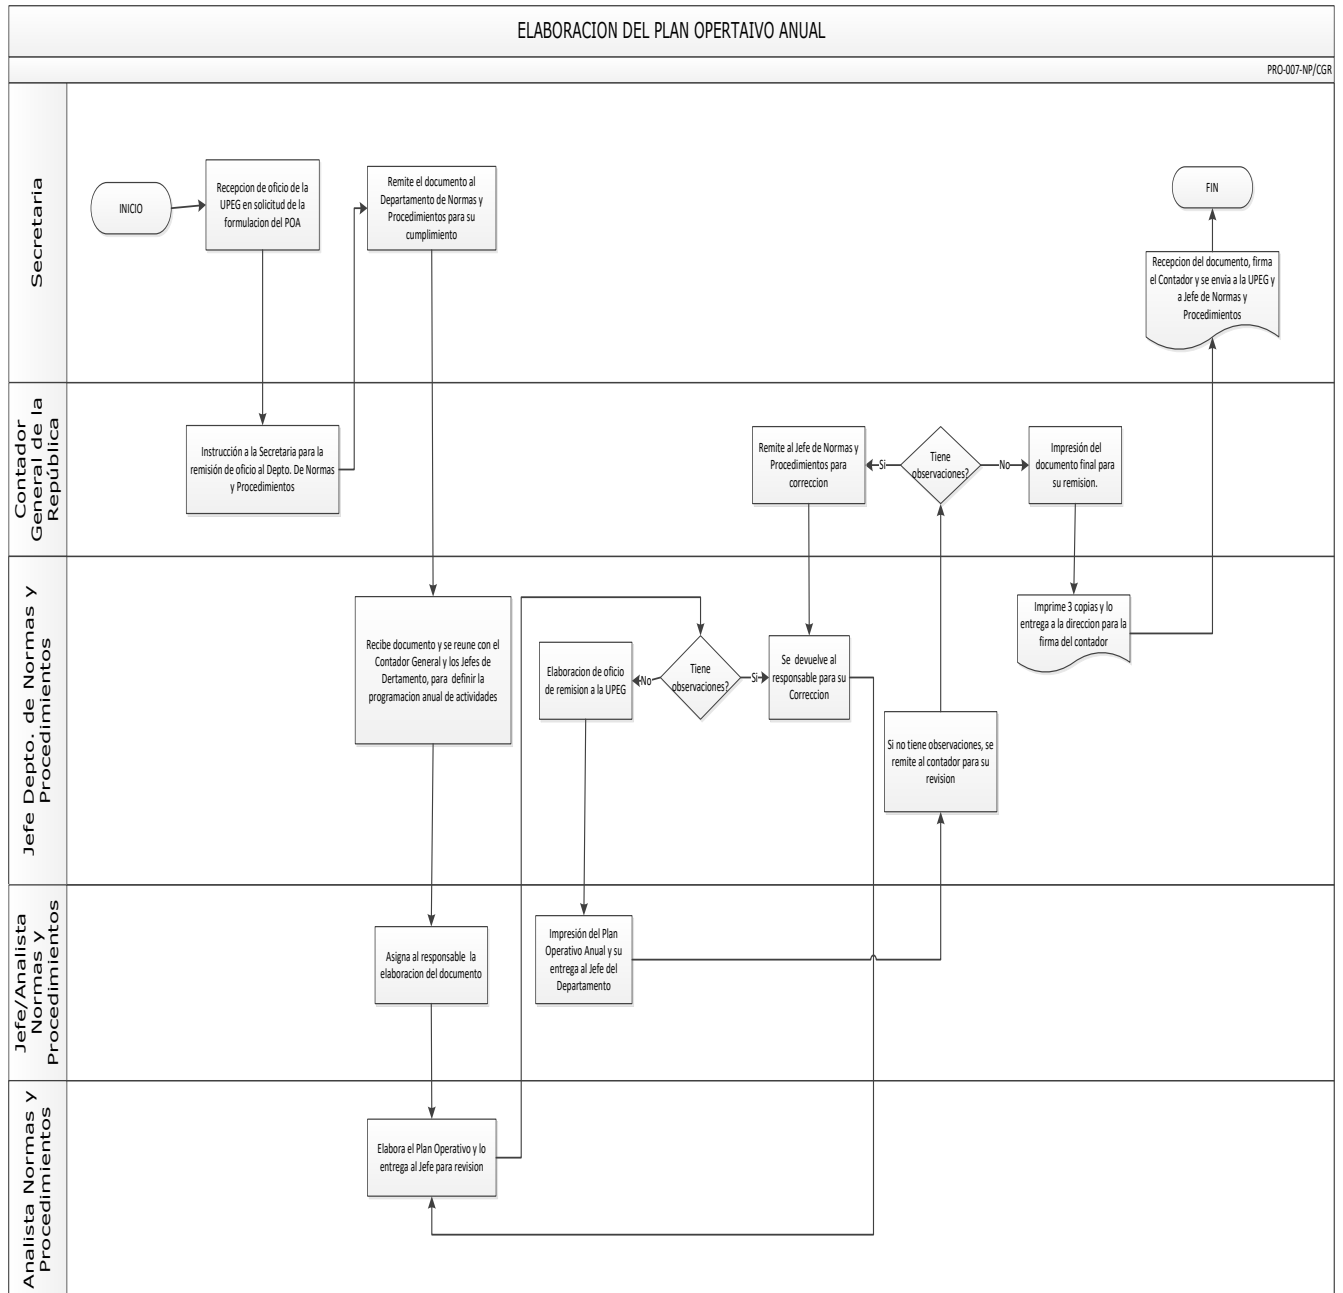 ELABORACION DEL PLAN OPERTAIVO ANUAL
PRO-007-NP/CGR
Secretaria
INICIO
Recepcion de oficio de la
UPEG en solicitud de la
formulacion del POA
Remite el documento al
Departamento de Normas y
Procedimientos para su
cumplimiento
FIN
Recepcion del documento, firma
el Contador y se envia a la UPEG y
a Jefe de Normas y
Procedimientos
Contador
General de la
República
Instrucción a la Secretaria para la
remisión de oficio al Depto. De Normas
y Procedimientos
Remite al Jefe de Normas y
Procedimientos para
correccion
Si
Tiene
observaciones?
No
Impresión del
documento final para
su remision.
Jefe Depto. de Normas y
Procedimientos
Recibe documento y se reune con el
Contador General y los Jefes de
Dertamento, para definir la
programacion anual de actividades
Elaboracion de oficio
de remision a la UPEG
No
Tiene
observaciones?
Si
Se devuelve al
responsable para su
Correccion
Si no tiene observaciones, se
remite al contador para su
revision
Imprime 3 copias y lo
entrega a la direccion para la
firma del contador
Jefe/Analista
Normas y
Procedimientos
Asigna al responsable la
elaboracion del documento
Impresión del Plan
Operativo Anual y su
entrega al Jefe del
Departamento
Analista Normas y
Procedimientos
Elabora el Plan Operativo y lo
entrega al Jefe para revision